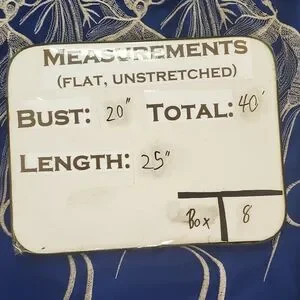 MEASUREMENTS
(FLAT, UNSTRETCHED)
BUST: 20" TOTAL: 40'
LENGTH: 25"
Box 8